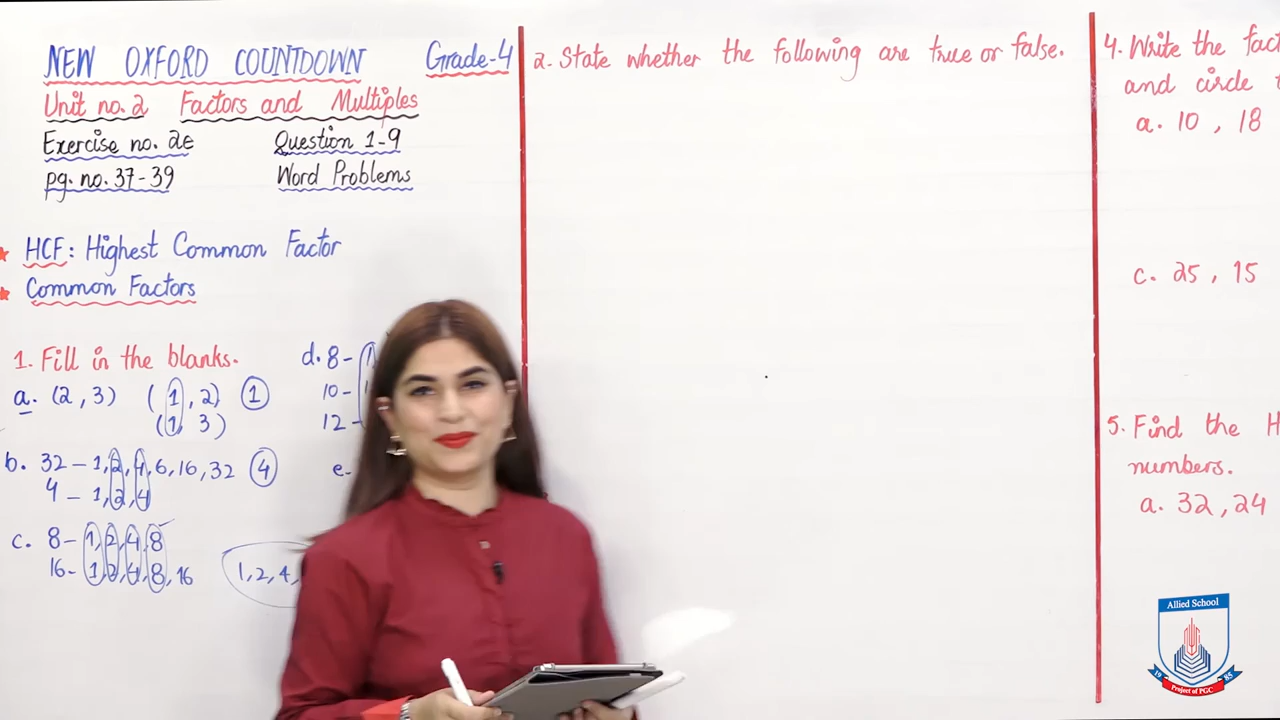 NEW OXFORD COUNTDOWN Grade-4
Unit no. 2 Factors and Multiples
Exercise no. 2e Question 1-9
pg. no. 37-39 Word Problems
HCF: Highest Common Factor
Common Factors
1. Fill in the blanks.
a. (2, 3) (1, 2) 1
(1, 3)
b. 32 - 1, 2, 4, 6, 16, 32 4
4 - 1, 2, 4
c. 8 - 1, 2, 4, 8
16 - 1, 2, 4, 8, 16 1, 2, 4,
d. 8 - 1
10 -
12 -
e.
2. State whether the following are true or false.
4. Write the fact
and circle t
a. 10, 18
c. 25, 15
5. Find the H
numbers.
a. 32, 24
Allied School
1985
Project of PGC